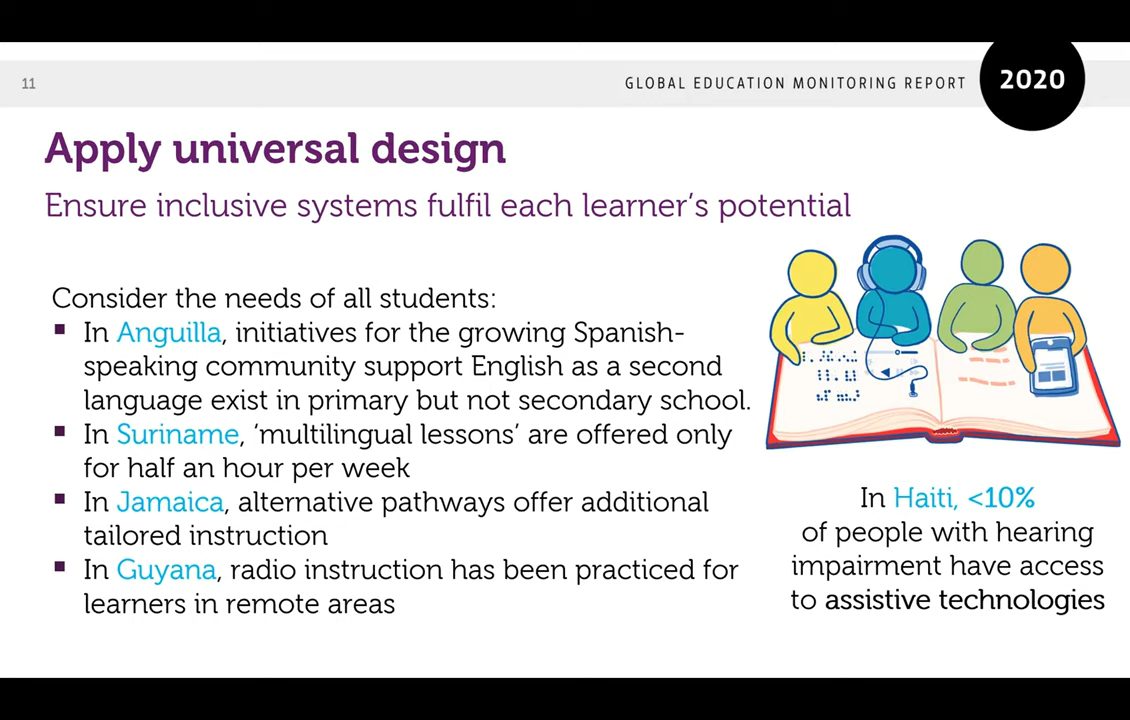 11
GLOBAL EDUCATION MONITORING REPORT
2020
Apply universal design
Ensure inclusive systems fulfil each learner's potential
Consider the needs of all students:
▪ In Anguilla, initiatives for the growing Spanish-
speaking community support English as a second
language exist in primary but not secondary school.
▪ In Suriname, 'multilingual lessons' are offered only
for half an hour per week
▪ In Jamaica, alternative pathways offer additional
tailored instruction
▪ In Guyana, radio instruction has been practiced for
learners in remote areas
In Haiti, <10%
of people with hearing
impairment have access
to assistive technologies